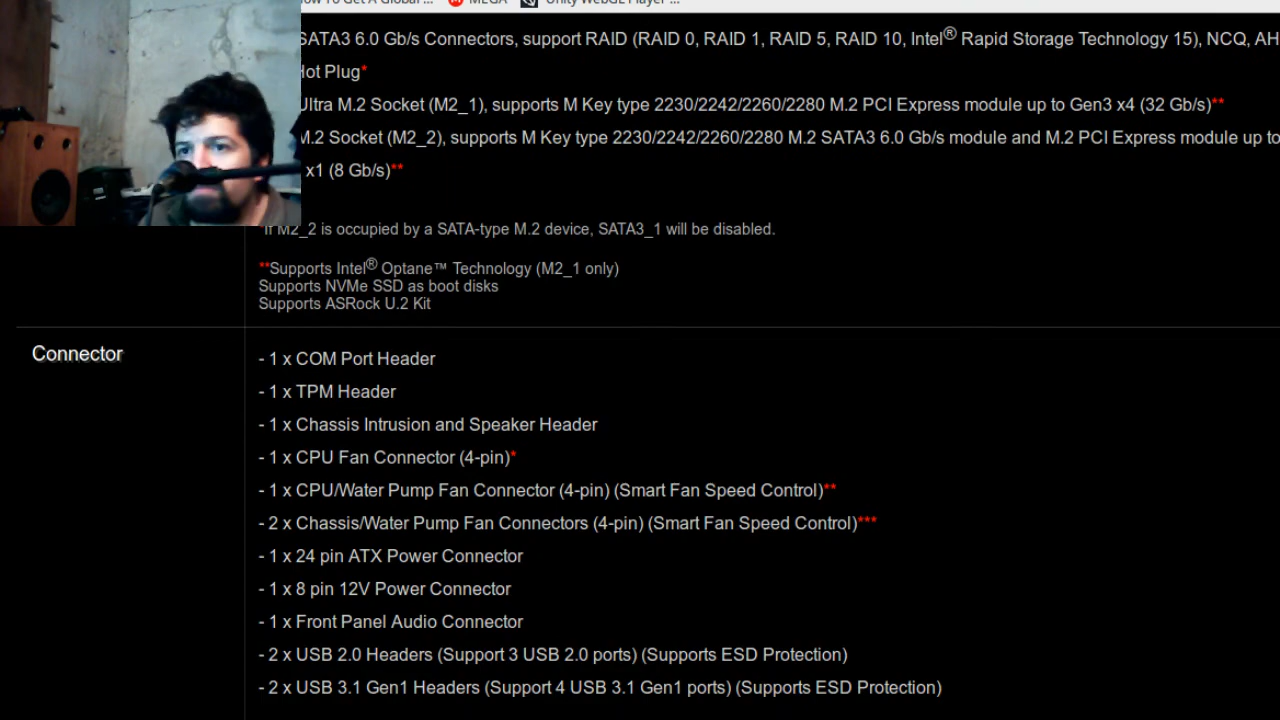 How To Get A Global ... MEGA Unity WebGL Player ...
SATA3 6.0 Gb/s Connectors, support RAID (RAID 0, RAID 1, RAID 5, RAID 10, Intel® Rapid Storage Technology 15), NCQ, AH
Hot Plug*
Ultra M.2 Socket (M2_1), supports M Key type 2230/2242/2260/2280 M.2 PCI Express module up to Gen3 x4 (32 Gb/s)**
M.2 Socket (M2_2), supports M Key type 2230/2242/2260/2280 M.2 SATA3 6.0 Gb/s module and M.2 PCI Express module up to
x1 (8 Gb/s)**
If M2_2 is occupied by a SATA-type M.2 device, SATA3_1 will be disabled.
**Supports Intel® Optane™ Technology (M2_1 only)
Supports NVMe SSD as boot disks
Supports ASRock U.2 Kit
Connector
- 1 x COM Port Header
- 1 x TPM Header
- 1 x Chassis Intrusion and Speaker Header
- 1 x CPU Fan Connector (4-pin)*
- 1 x CPU/Water Pump Fan Connector (4-pin) (Smart Fan Speed Control)**
- 2 x Chassis/Water Pump Fan Connectors (4-pin) (Smart Fan Speed Control)***
- 1 x 24 pin ATX Power Connector
- 1 x 8 pin 12V Power Connector
- 1 x Front Panel Audio Connector
- 2 x USB 2.0 Headers (Support 3 USB 2.0 ports) (Supports ESD Protection)
- 2 x USB 3.1 Gen1 Headers (Support 4 USB 3.1 Gen1 ports) (Supports ESD Protection)